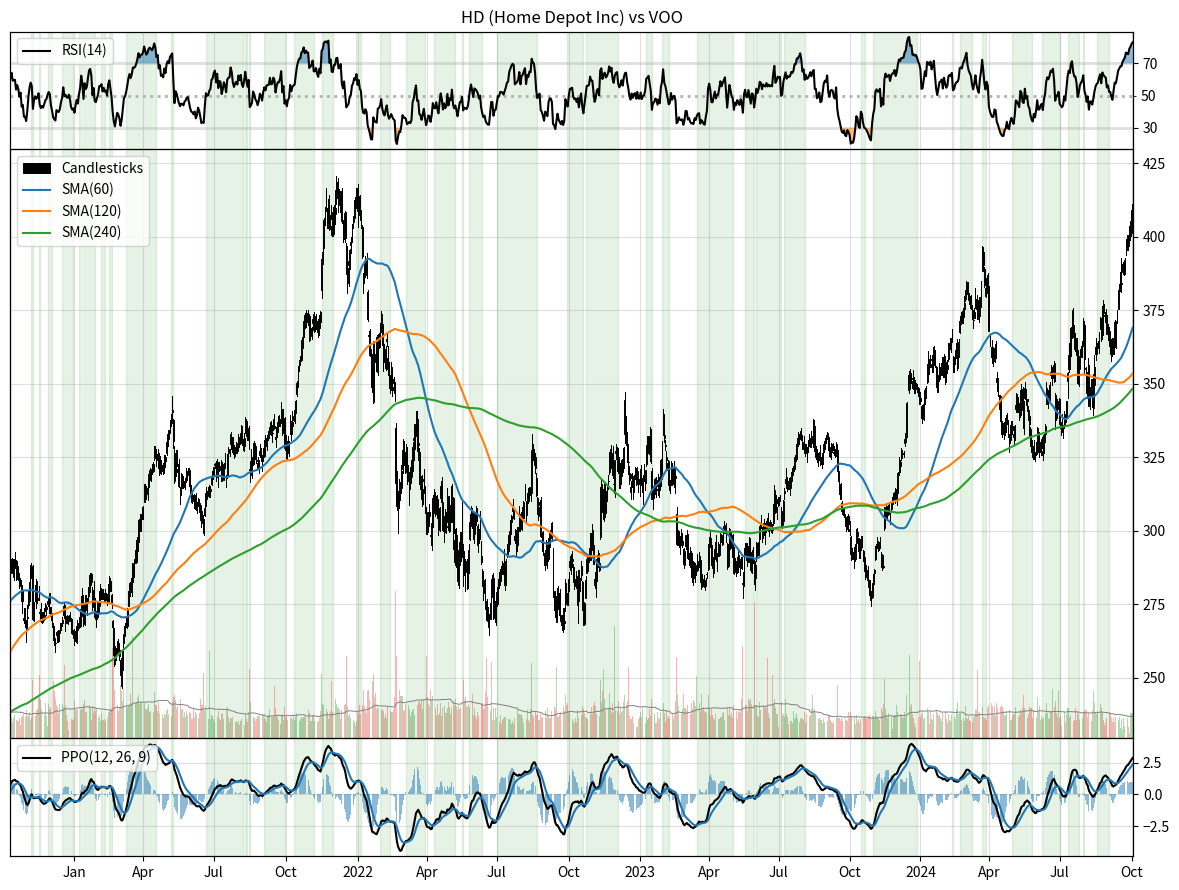 HD (Home Depot Inc) vs VOO
RSI(14)
70
50
30
Candlesticks
SMA(60)
SMA(120)
SMA(240)
425
400
375
350
325
300
275
250
PPO(12, 26, 9)
2.5
0.0
−2.5
Jan Apr Jul Oct 2022 Apr Jul Oct 2023 Apr Jul Oct 2024 Apr Jul Oct